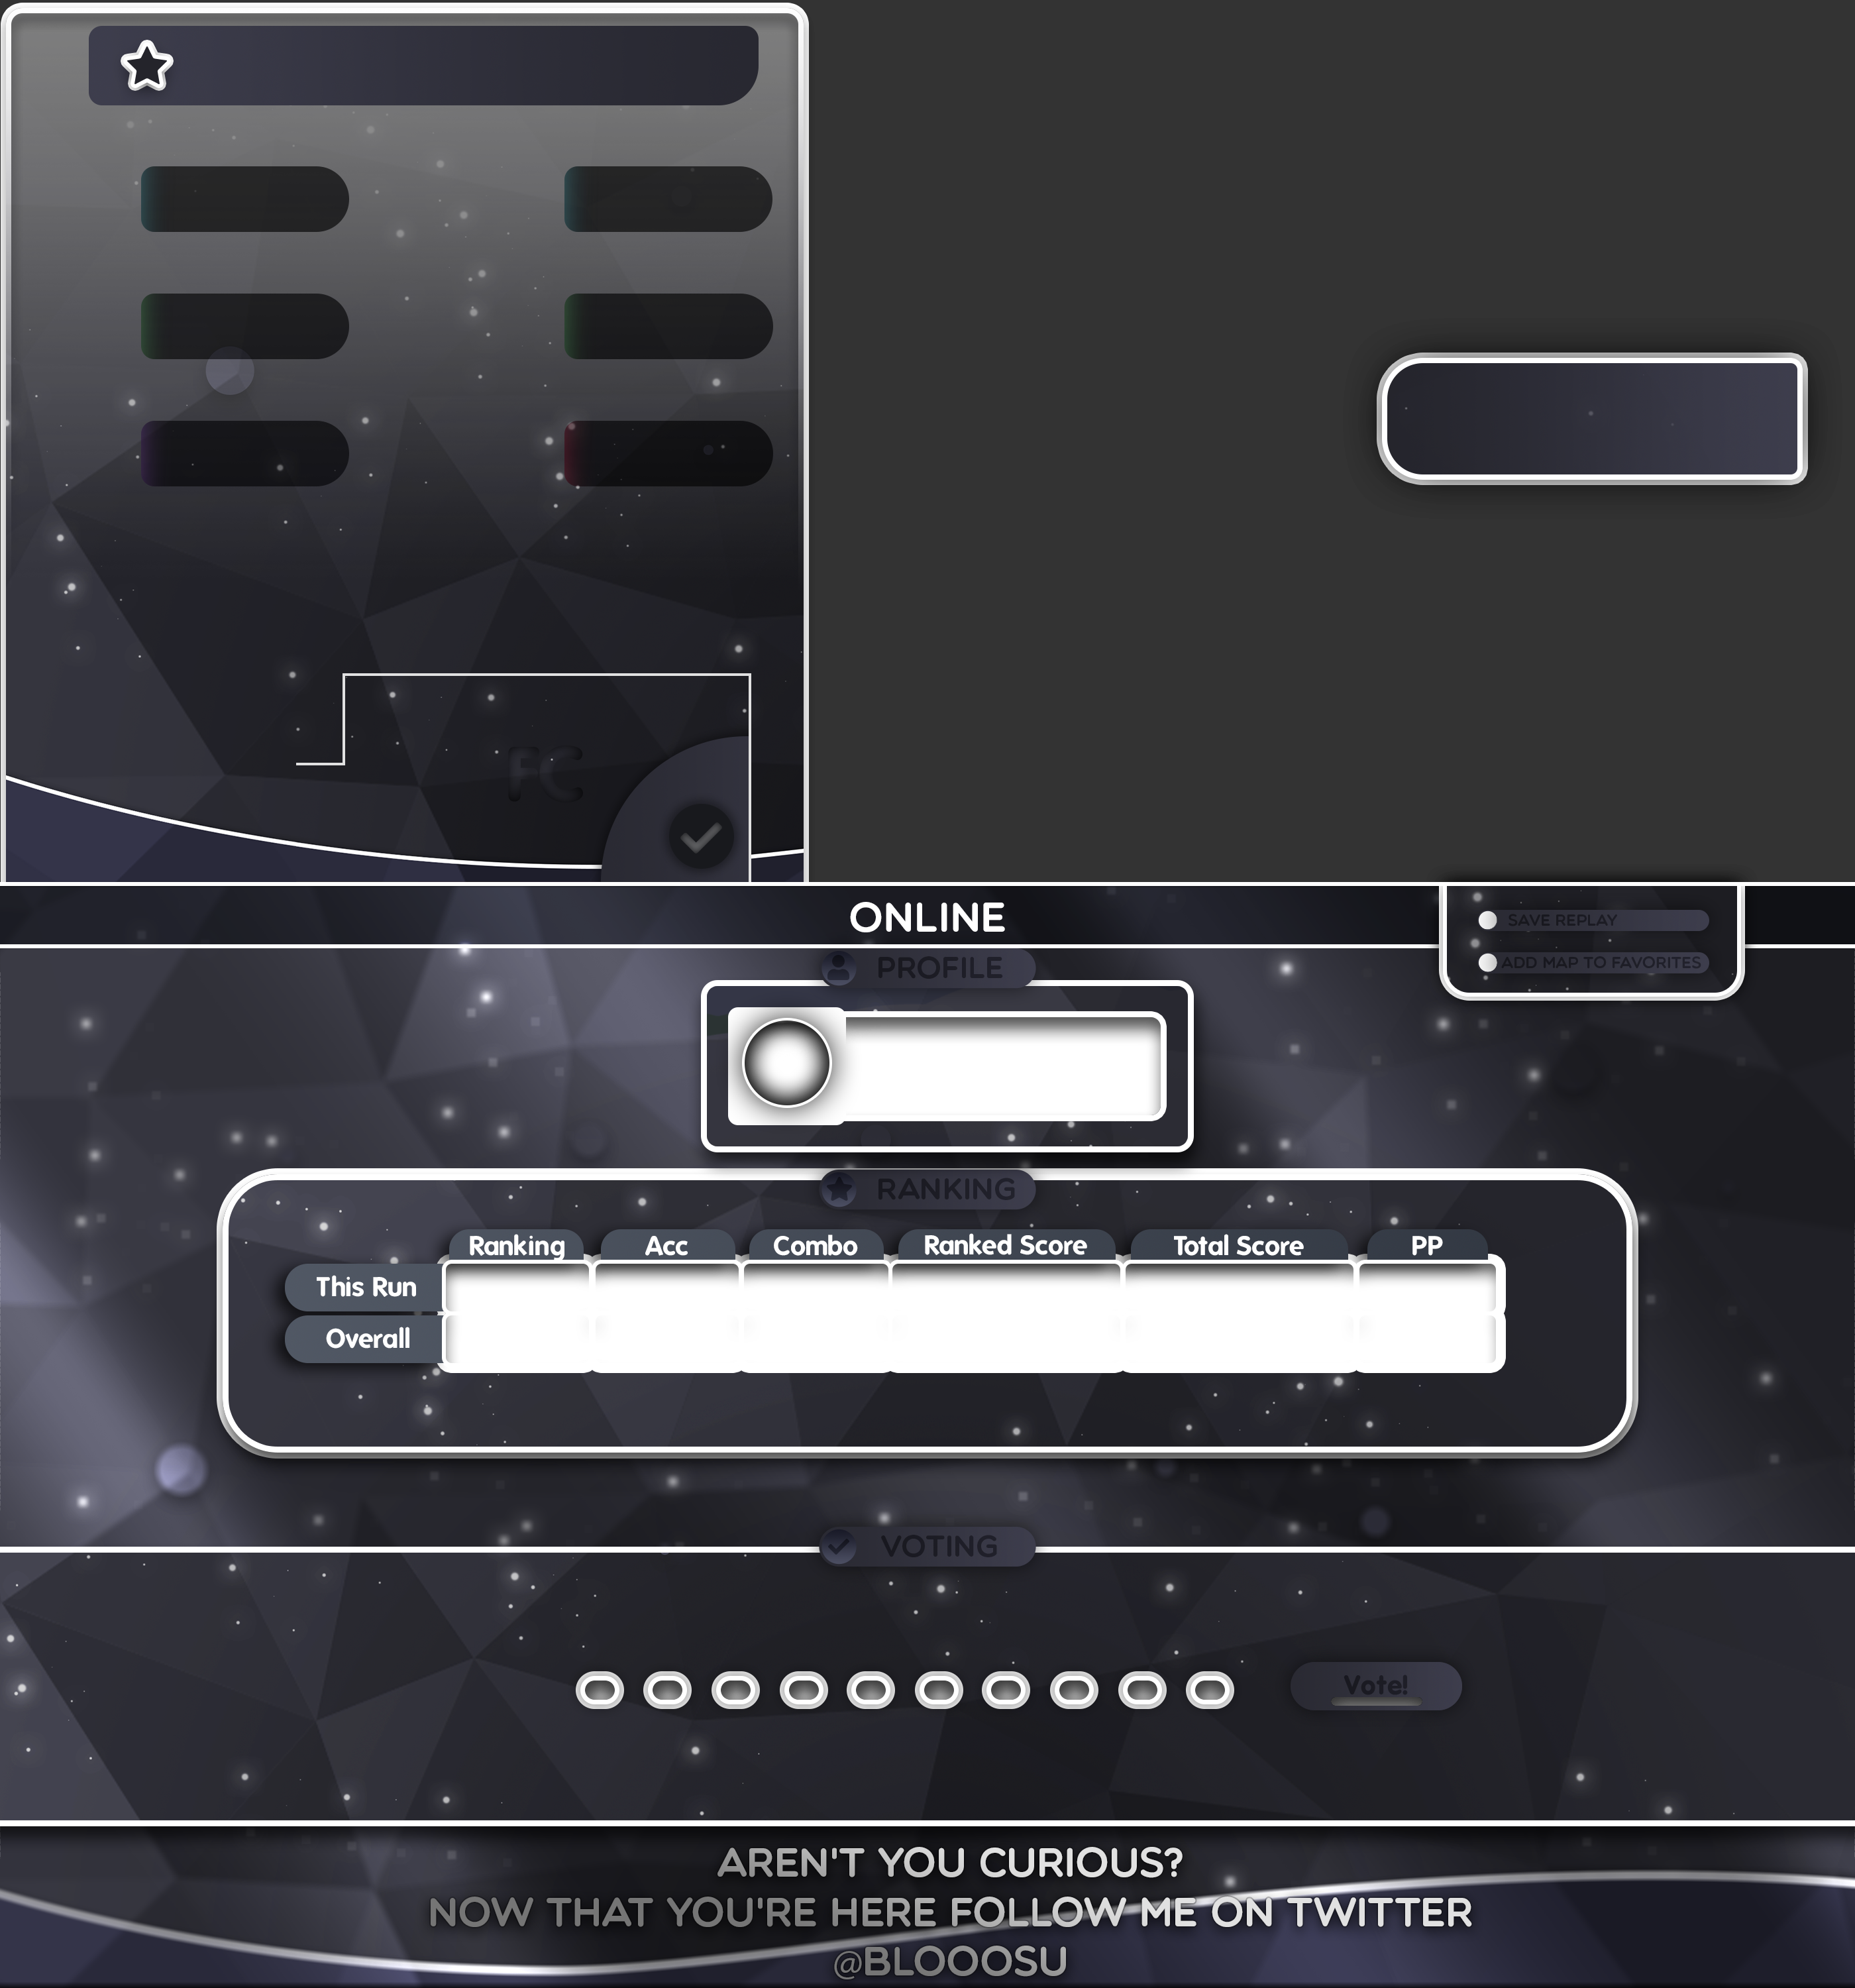 FC
ONLINE
SAVE REPLAY
ADD MAP TO FAVORITES
PROFILE
RANKING
Ranking Acc Combo Ranked Score Total Score PP
This Run
Overall
VOTING
Vote!
AREN'T YOU CURIOUS?
NOW THAT YOU'RE HERE FOLLOW ME ON TWITTER
@BLOOOSU